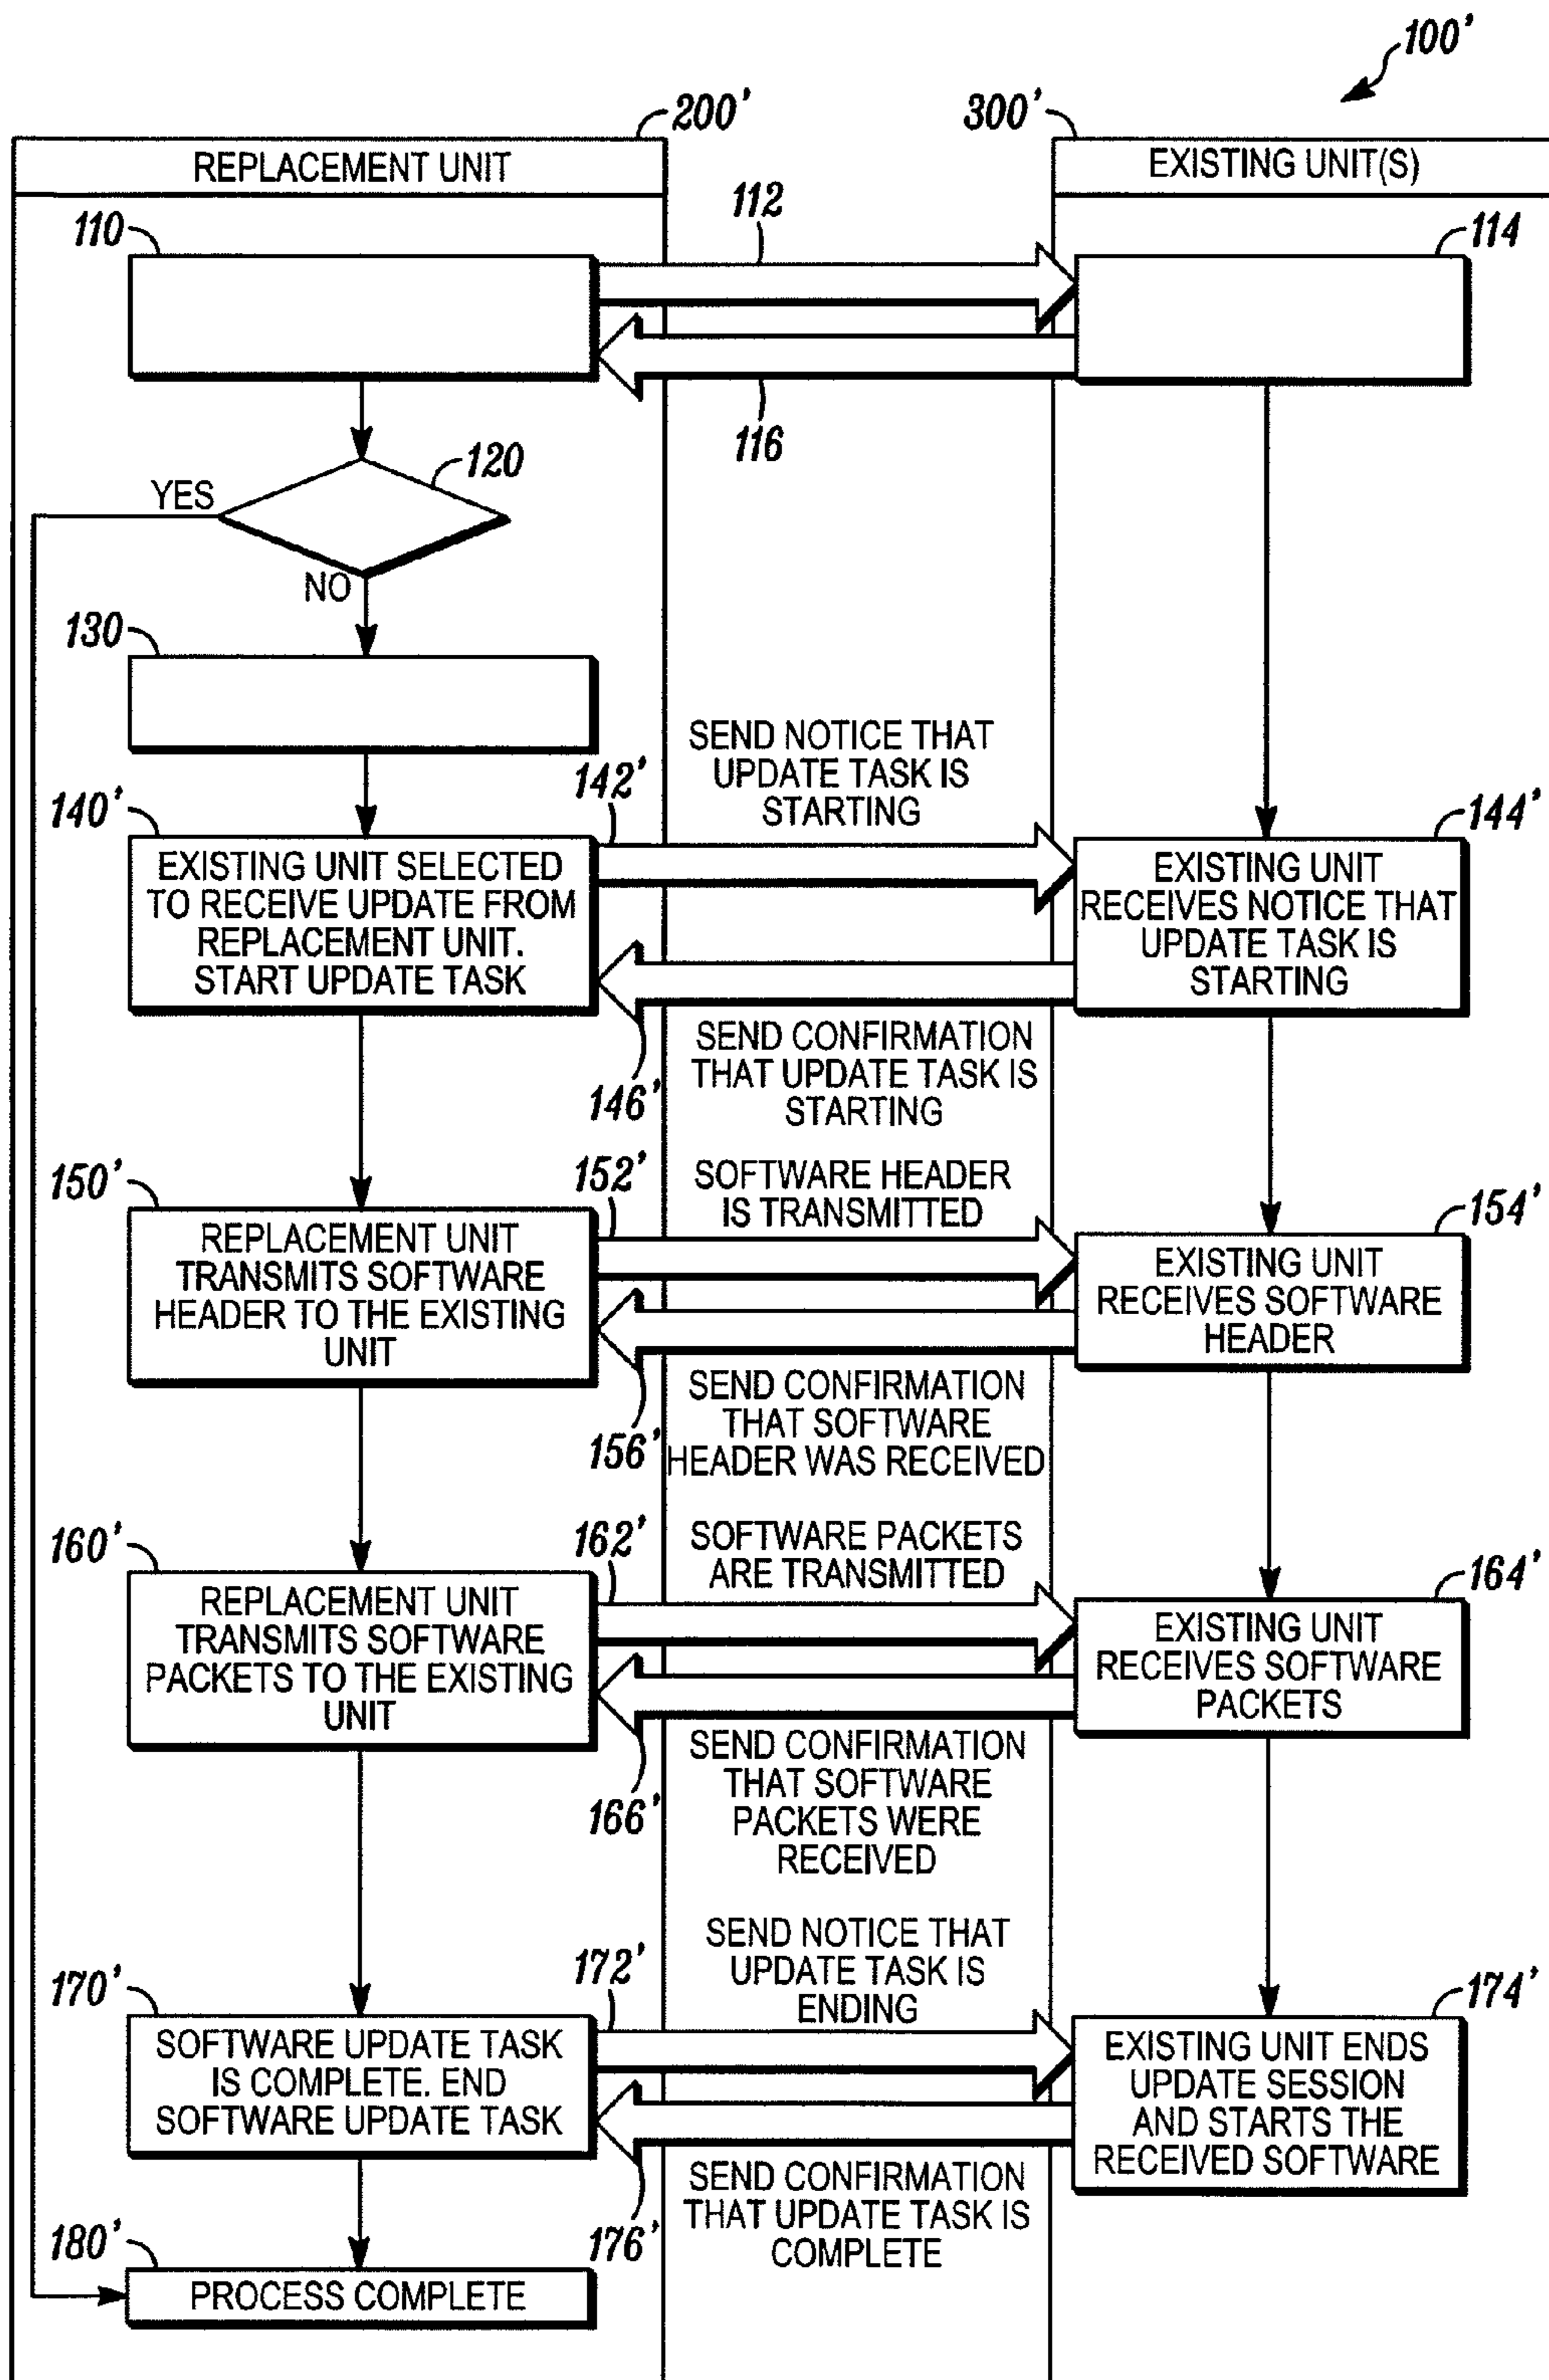 100'
200'
300'
REPLACEMENT UNIT
EXISTING UNIT(S)
110
112
114
116
120
YES
NO
130
SEND NOTICE THAT
UPDATE TASK IS
STARTING
140'
142'
144'
EXISTING UNIT SELECTED
TO RECEIVE UPDATE FROM
REPLACEMENT UNIT.
START UPDATE TASK
EXISTING UNIT
RECEIVES NOTICE THAT
UPDATE TASK IS
STARTING
146'
SEND CONFIRMATION
THAT UPDATE TASK IS
STARTING
150'
152'
SOFTWARE HEADER
IS TRANSMITTED
154'
REPLACEMENT UNIT
TRANSMITS SOFTWARE
HEADER TO THE EXISTING
UNIT
EXISTING UNIT
RECEIVES SOFTWARE
HEADER
156'
SEND CONFIRMATION
THAT SOFTWARE
HEADER WAS RECEIVED
160'
162'
SOFTWARE PACKETS
ARE TRANSMITTED
164'
REPLACEMENT UNIT
TRANSMITS SOFTWARE
PACKETS TO THE EXISTING
UNIT
EXISTING UNIT
RECEIVES SOFTWARE
PACKETS
166'
SEND CONFIRMATION
THAT SOFTWARE
PACKETS WERE
RECEIVED
SEND NOTICE THAT
UPDATE TASK IS
ENDING
170'
172'
174'
SOFTWARE UPDATE TASK
IS COMPLETE. END
SOFTWARE UPDATE TASK
EXISTING UNIT ENDS
UPDATE SESSION
AND STARTS THE
RECEIVED SOFTWARE
176'
SEND CONFIRMATION
THAT UPDATE TASK IS
COMPLETE
180'
PROCESS COMPLETE